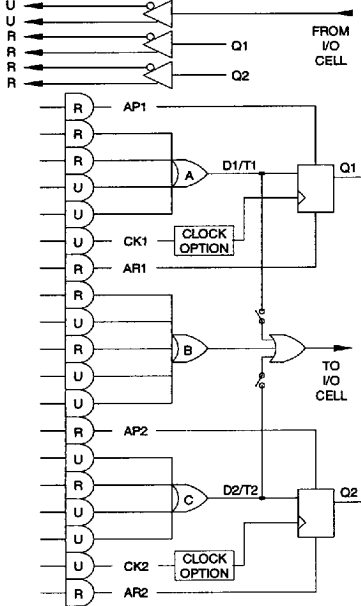 U
R
R
R
R
R
FROM
I/O
CELL
Q1
Q2
R AP1
R
R A D1/T1 Q1
U
U
U CK1 CLOCK OPTION
R AR1
R
U
R B
U
U
TO
I/O
CELL
R AP2
U
U
U C D2/T2 Q2
U
U CK2 CLOCK OPTION
R AR2